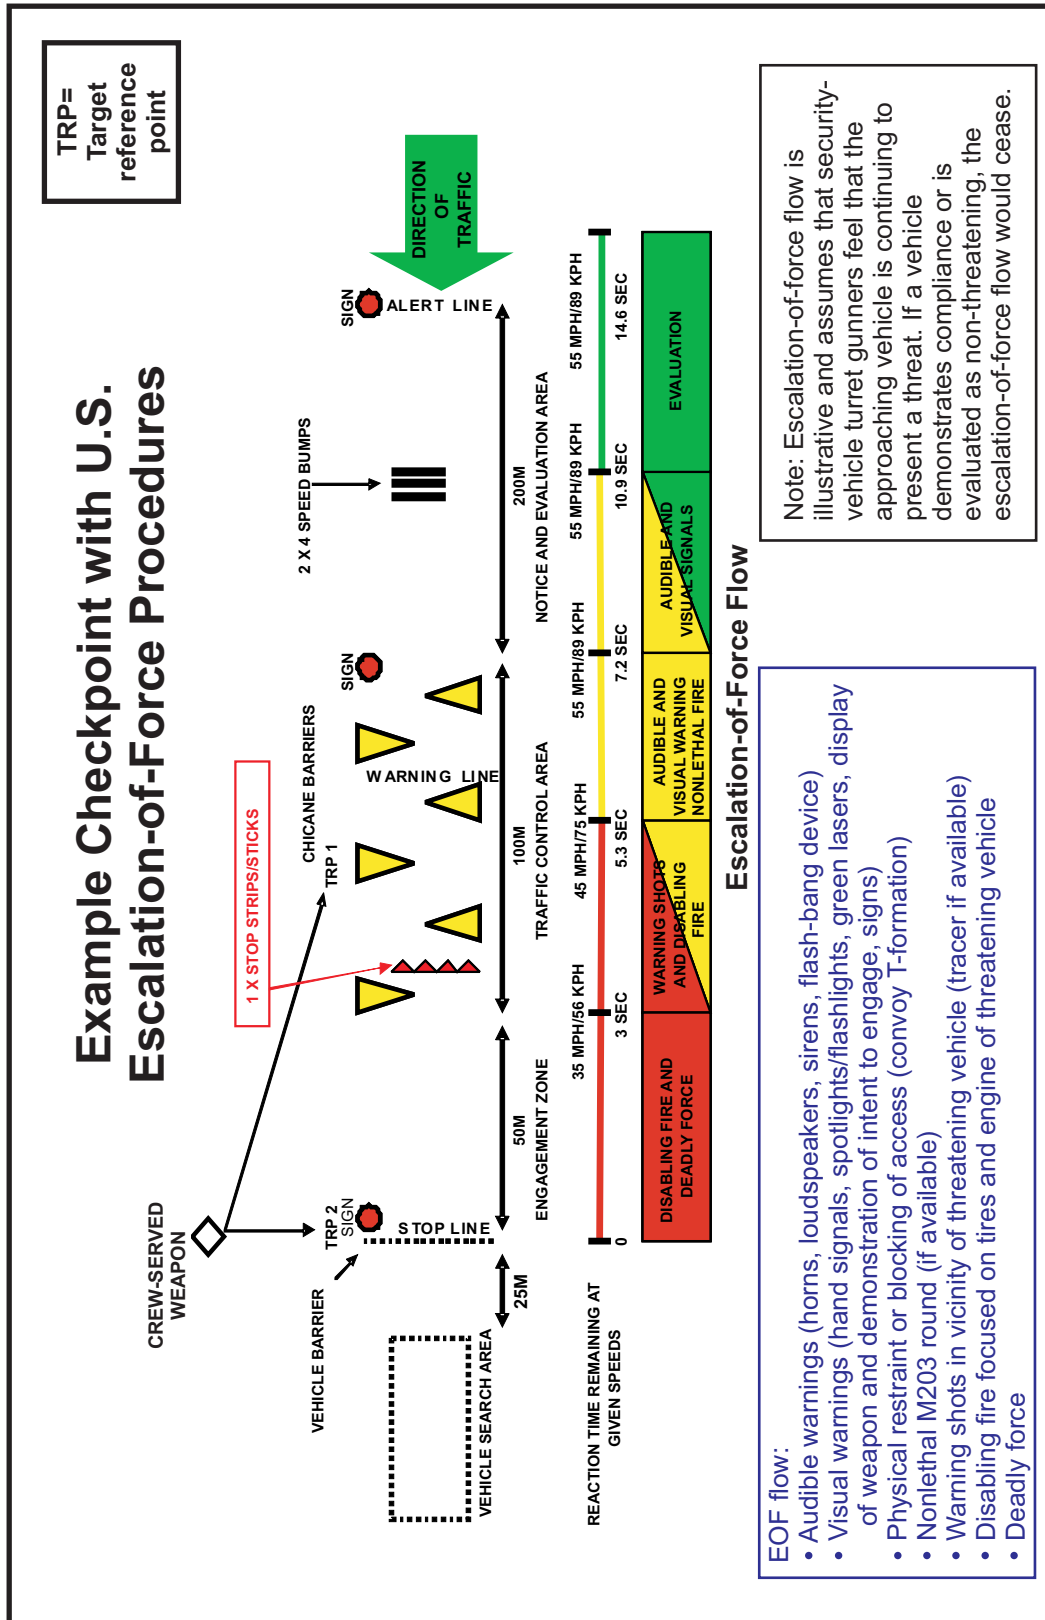 Example Checkpoint with U.S.
Escalation-of-Force Procedures
TRP=
Target
reference
point
CREW-SERVED
WEAPON
1 X STOP STRIPS/STICKS
CHICANE BARRIERS
2 X 4 SPEED BUMPS
VEHICLE BARRIER
TRP 2
SIGN
TRP 1
SIGN
SIGN
DIRECTION
OF
TRAFFIC
STOP LINE
WARNING LINE
ALERT LINE
VEHICLE SEARCH AREA
25M
50M
ENGAGEMENT ZONE
100M
TRAFFIC CONTROL AREA
200M
NOTICE AND EVALUATION AREA
REACTION TIME REMAINING AT
GIVEN SPEEDS
35 MPH/56 KPH
45 MPH/75 KPH
55 MPH/89 KPH
55 MPH/89 KPH
55 MPH/89 KPH
0
3 SEC
5.3 SEC
7.2 SEC
10.9 SEC
14.6 SEC
DISABLING FIRE AND
DEADLY FORCE
WARNING SHOTS
AND DISABLING
FIRE
AUDIBLE AND
VISUAL WARNING
NONLETHAL FIRE
AUDIBLE AND
VISUAL SIGNALS
EVALUATION
Escalation-of-Force Flow
EOF flow:
• Audible warnings (horns, loudspeakers, sirens, flash-bang device)
• Visual warnings (hand signals, spotlights/flashlights, green lasers, display
of weapon and demonstration of intent to engage, signs)
• Physical restraint or blocking of access (convoy T-formation)
• Nonlethal M203 round (if available)
• Warning shots in vicinity of threatening vehicle (tracer if available)
• Disabling fire focused on tires and engine of threatening vehicle
• Deadly force
Note: Escalation-of-force flow is
illustrative and assumes that security-
vehicle turret gunners feel that the
approaching vehicle is continuing to
present a threat. If a vehicle
demonstrates compliance or is
evaluated as non-threatening, the
escalation-of-force flow would cease.